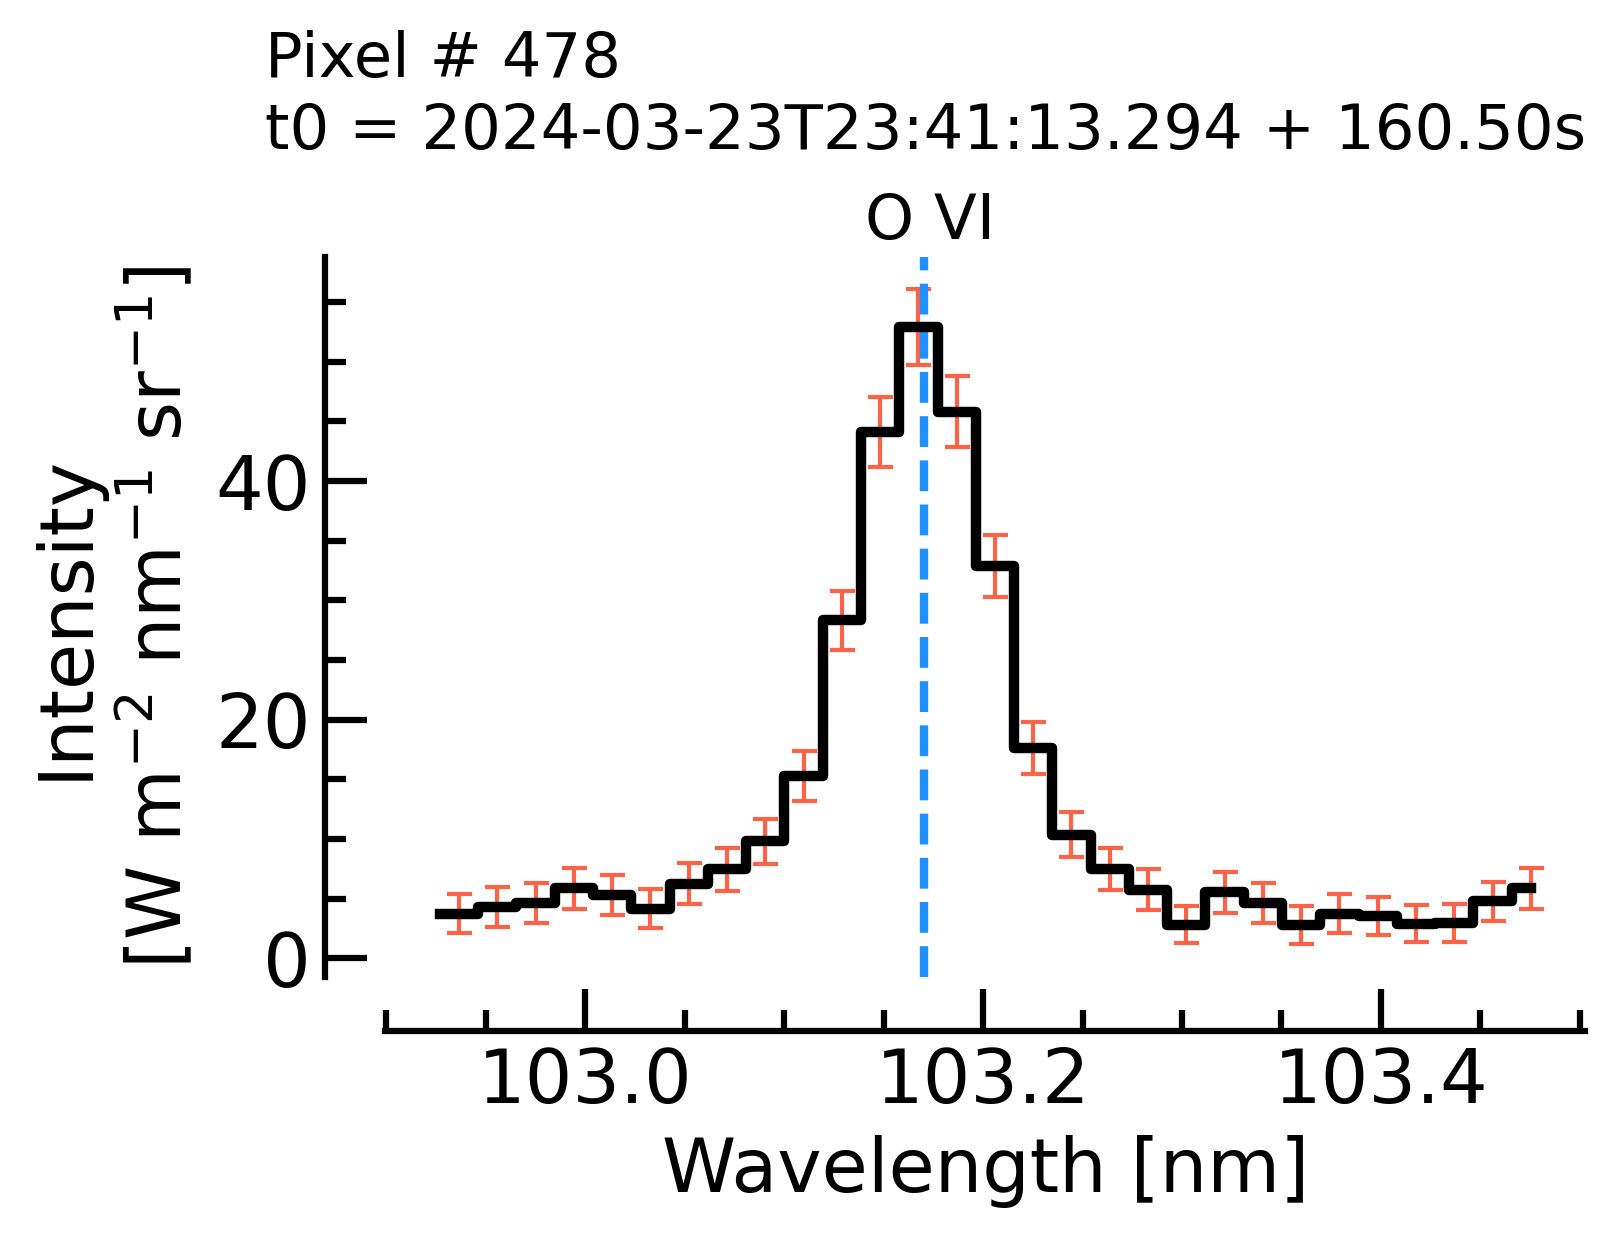 Pixel # 478
t0 = 2024-03-23T23:41:13.294 + 160.50s
O VI
Intensity
[W m⁻² nm⁻¹ sr⁻¹]
40
20
0
103.0 103.2 103.4
Wavelength [nm]